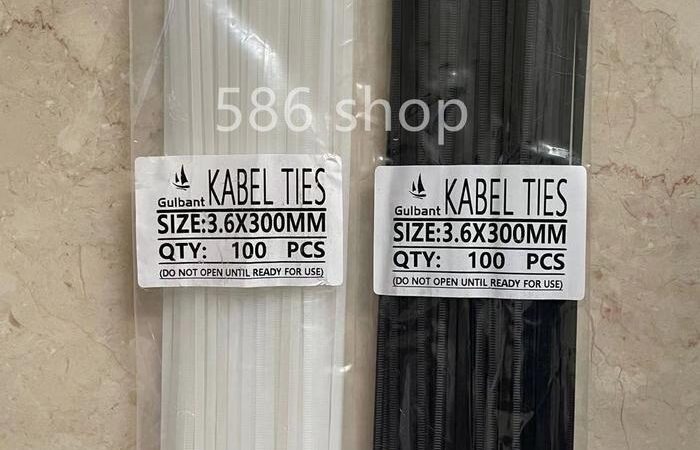 586 shop
Gulbant KABEL TIES
SIZE:3.6X300MM
QTY: 100 PCS
(DO NOT OPEN UNTIL READY FOR USE)
Gulbant KABEL TIES
SIZE:3.6X300MM
QTY: 100 PCS
(DO NOT OPEN UNTIL READY FOR USE)